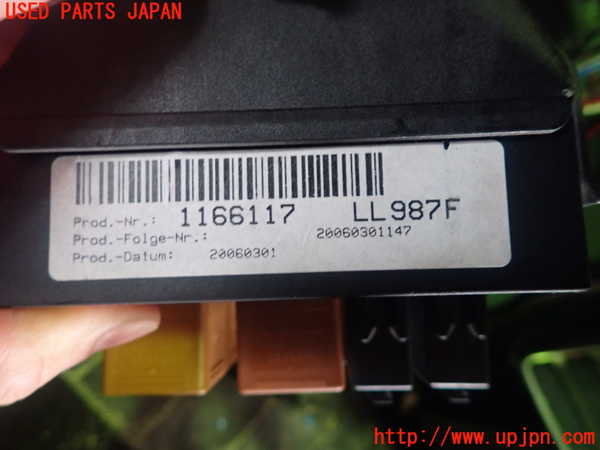 USED PARTS JAPAN
Prod.-Nr.: 1166117 LL987F
Prod.-Folge-Nr.: 20060301147
Prod.-Datum: 20060301
http://www.upjpn.com/